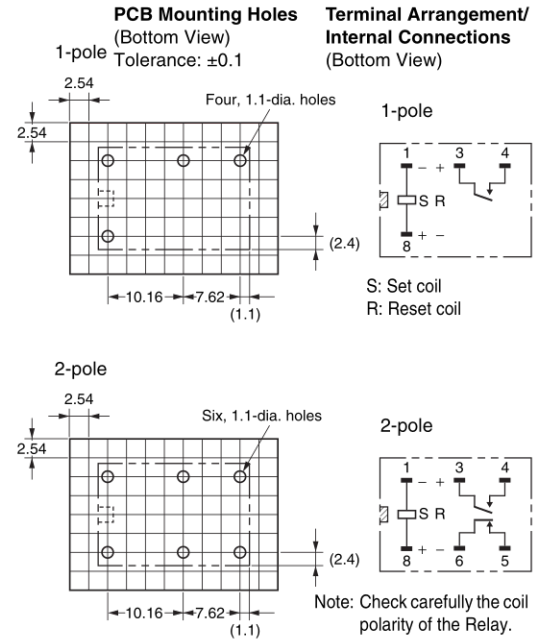 PCB Mounting Holes
(Bottom View)
Tolerance: ±0.1
Terminal Arrangement/
Internal Connections
(Bottom View)
1-pole
2.54
2.54
Four, 1.1-dia. holes
(2.4)
10.16
7.62
(1.1)
1-pole
1 - + 3 4
S R
8 + -
S: Set coil
R: Reset coil
2-pole
2.54
2.54
Six, 1.1-dia. holes
(2.4)
10.16
7.62
(1.1)
2-pole
1 - + 3 4
S R
8 + - 6 5
Note: Check carefully the coil
polarity of the Relay.